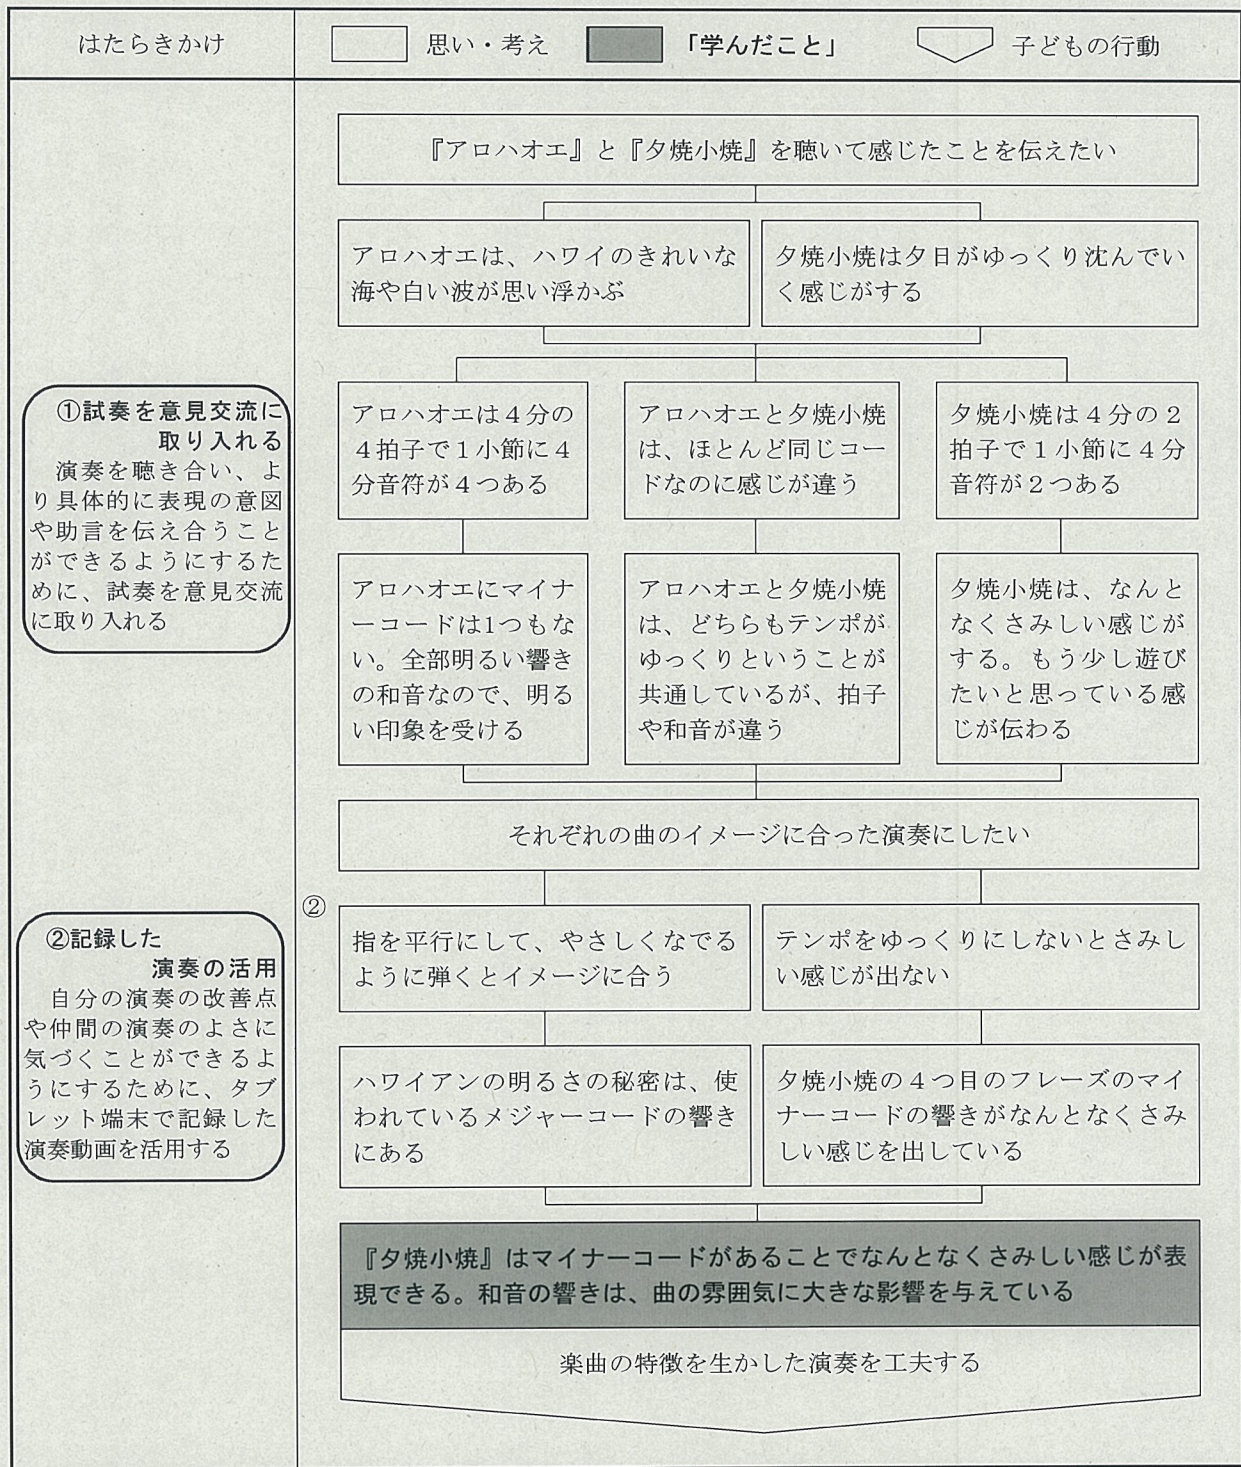 はたらきかけ
思い・考え
「学んだこと」
子どもの行動
『アロハオエ』と『夕焼小焼』を聴いて感じたことを伝えたい
アロハオエは、ハワイのきれいな
海や白い波が思い浮かぶ
夕焼小焼は夕日がゆっくり沈んでい
く感じがする
①試奏を意見交流に
取り入れる
演奏を聴き合い、よ
り具体的に表現の意図
や助言を伝え合うこと
ができるようにするた
めに、試奏を意見交流
に取り入れる
アロハオエは4分の
4拍子で1小節に4
分音符が4つある
アロハオエと夕焼小焼
は、ほとんど同じコー
ドなのに感じが違う
夕焼小焼は4分の2
拍子で1小節に4分
音符が2つある
アロハオエにマイナ
ーコードは1つもな
い。全部明るい響き
の和音なので、明る
い印象を受ける
アロハオエと夕焼小焼
は、どちらもテンポが
ゆっくりということが
共通しているが、拍子
や和音が違う
夕焼小焼は、なんと
なくさみしい感じが
する。もう少し遊び
たいと思っている感
じが伝わる
それぞれの曲のイメージに合った演奏にしたい
②記録した
演奏の活用
自分の演奏の改善点
や仲間の演奏のよさに
気づくことができるよ
うにするために、タブ
レット端末で記録した
演奏動画を活用する
②
指を平行にして、やさしくなでる
ように弾くとイメージに合う
テンポをゆっくりにしないとさみし
い感じが出ない
ハワイアンの明るさの秘密は、使
われているメジャーコードの響き
にある
夕焼小焼の4つ目のフレーズのマイ
ナーコードの響きがなんとなくさみ
しい感じを出している
『夕焼小焼』はマイナーコードがあることでなんとなくさみしい感じが表
現できる。和音の響きは、曲の雰囲気に大きな影響を与えている
楽曲の特徴を生かした演奏を工夫する